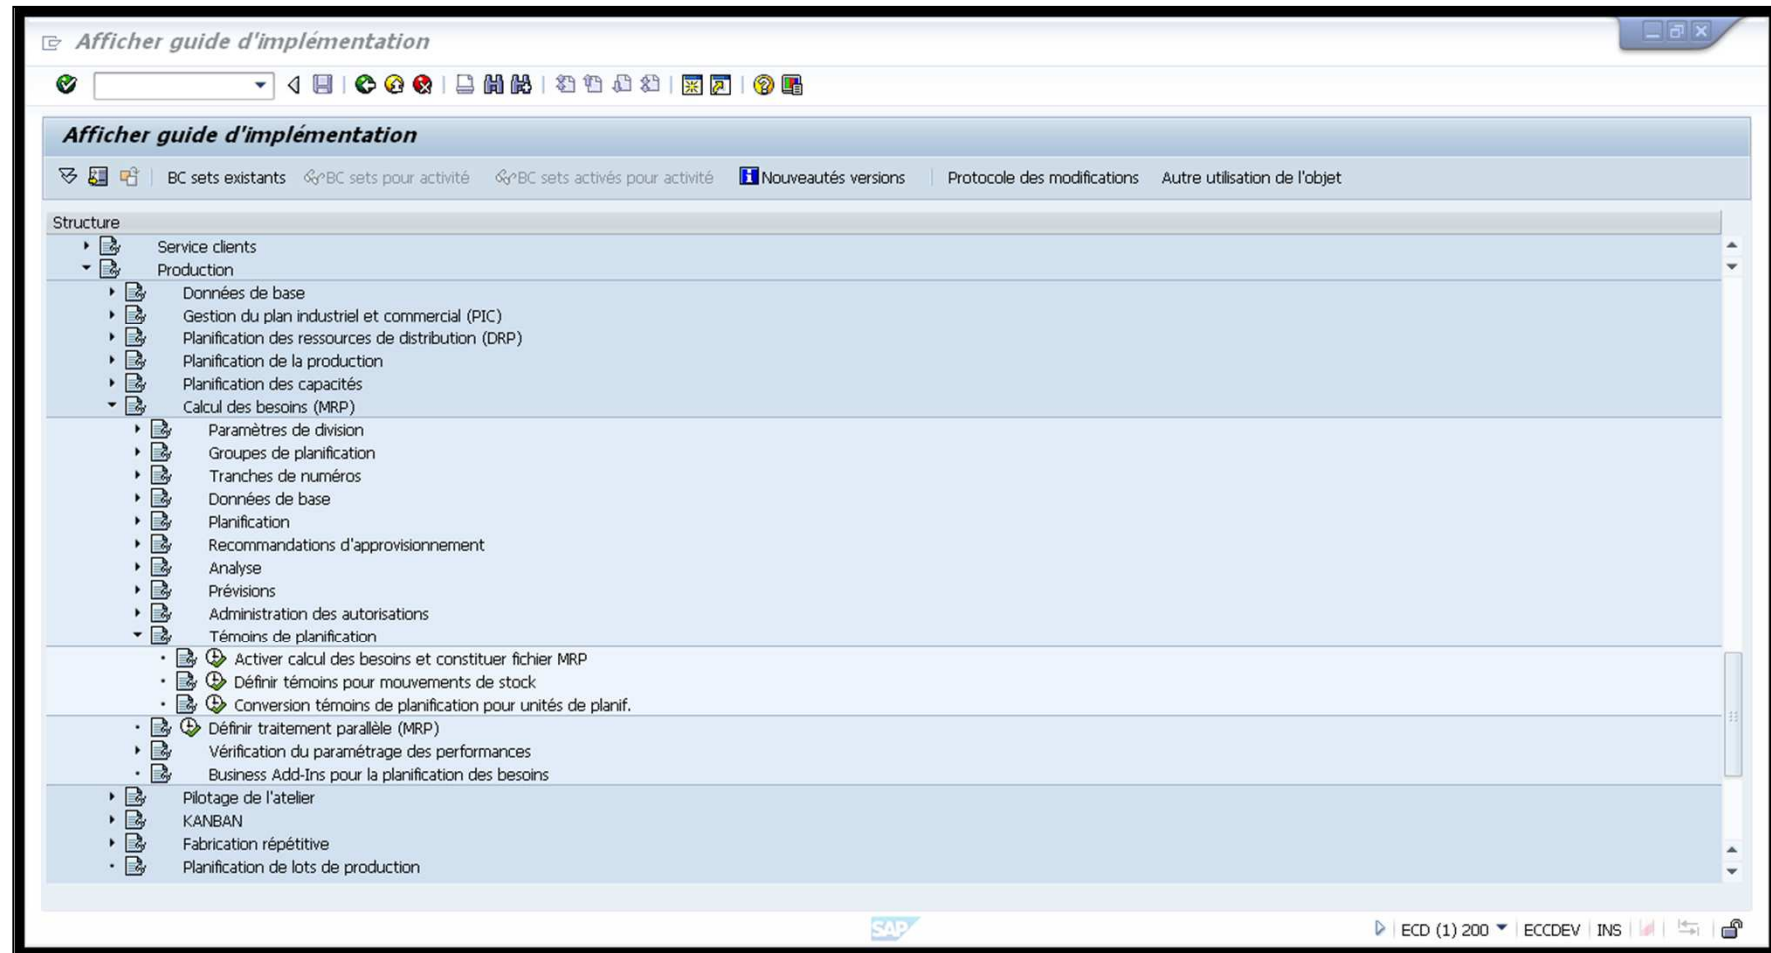 Afficher guide d'implémentation
Afficher guide d'implémentation
BC sets existants BC sets pour activité BC sets activés pour activité Nouveautés versions Protocole des modifications Autre utilisation de l'objet
Structure
Service clients
Production
Données de base
Gestion du plan industriel et commercial (PIC)
Planification des ressources de distribution (DRP)
Planification de la production
Planification des capacités
Calcul des besoins (MRP)
Paramètres de division
Groupes de planification
Tranches de numéros
Données de base
Planification
Recommandations d'approvisionnement
Analyse
Prévisions
Administration des autorisations
Témoins de planification
Activer calcul des besoins et constituer fichier MRP
Définir témoins pour mouvements de stock
Conversion témoins de planification pour unités de planif.
Définir traitement parallèle (MRP)
Vérification du paramétrage des performances
Business Add-Ins pour la planification des besoins
Pilotage de l'atelier
KANBAN
Fabrication répétitive
Planification de lots de production
SAP ECD (1) 200 ECCDEV INS